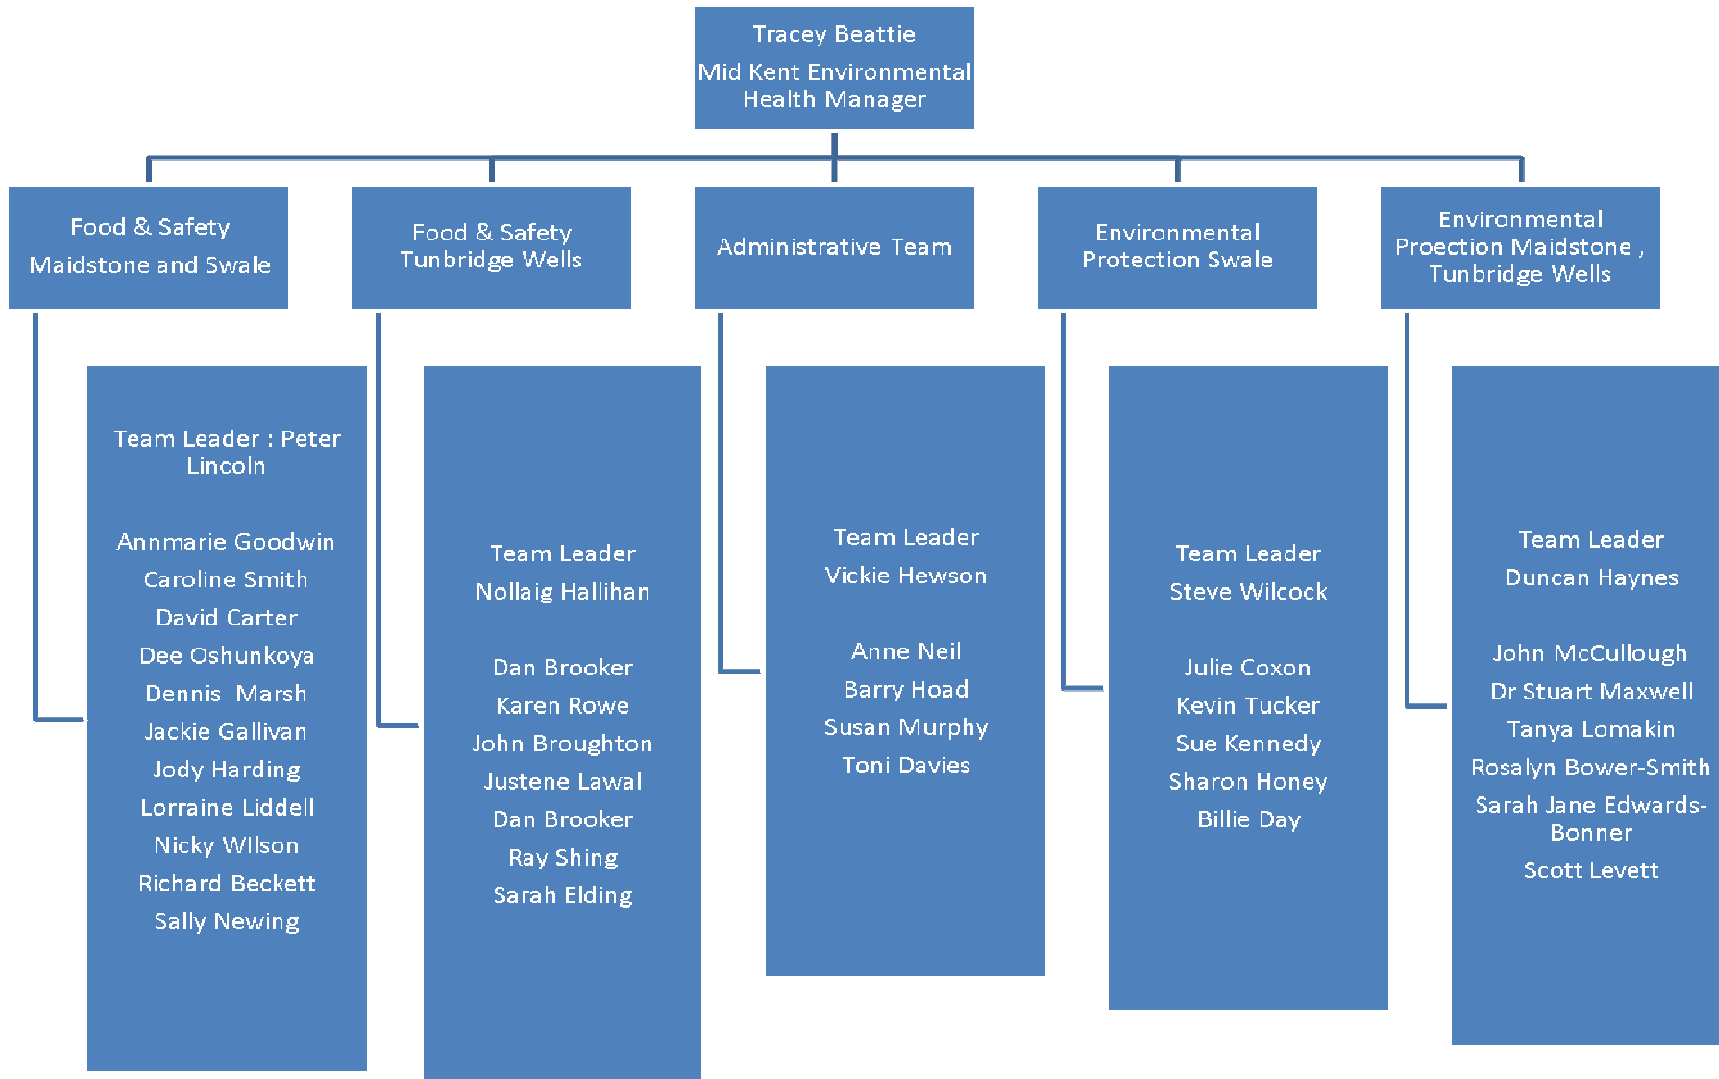 Tracey Beattie
Mid Kent Environmental
Health Manager
Food & Safety
Maidstone and Swale
Food & Safety
Tunbridge Wells
Administrative Team
Environmental
Protection Swale
Environmental
Proection Maidstone ,
Tunbridge Wells
Team Leader : Peter
Lincoln
Annmarie Goodwin
Caroline Smith
David Carter
Dee Oshunkoya
Dennis  Marsh
Jackie Gallivan
Jody Harding
Lorraine Liddell
Nicky WIlson
Richard Beckett
Sally Newing
Team Leader
Nollaig Hallihan
Dan Brooker
Karen Rowe
John Broughton
Justene Lawal
Dan Brooker
Ray Shing
Sarah Elding
Team Leader
Vickie Hewson
Anne Neil
Barry Hoad
Susan Murphy
Toni Davies
Team Leader
Steve Wilcock
Julie Coxon
Kevin Tucker
Sue Kennedy
Sharon Honey
Billie Day
Team Leader
Duncan Haynes
John McCullough
Dr Stuart Maxwell
Tanya Lomakin
Rosalyn Bower-Smith
Sarah Jane Edwards-
Bonner
Scott Levett